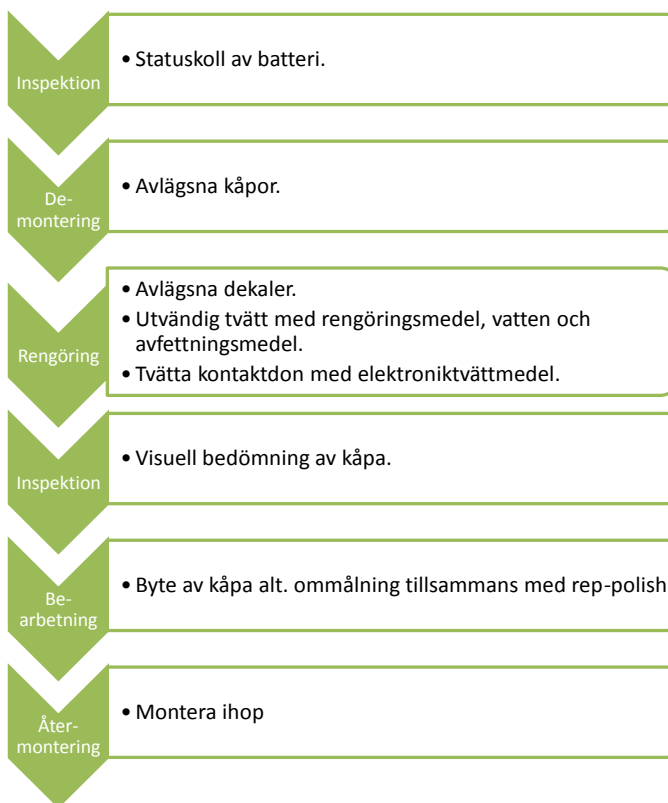 Inspektion
• Statuskoll av batteri.
De-
montering
• Avlägsna kåpor.
Rengöring
• Avlägsna dekaler.
• Utvändig tvätt med rengöringsmedel, vatten och
avfettningsmedel.
• Tvätta kontaktdon med elektroniktvättmedel.
Inspektion
• Visuell bedömning av kåpa.
Be-
arbetning
• Byte av kåpa alt. ommålning tillsammans med rep-polish
Åter-
montering
• Montera ihop